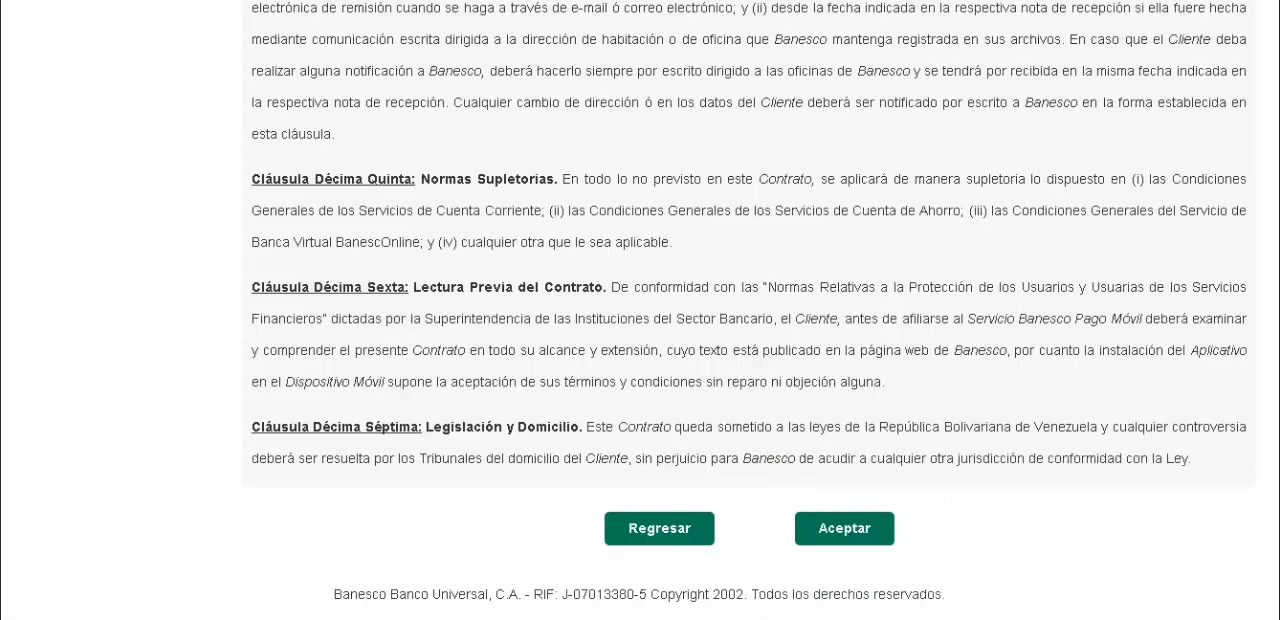 electrónica de remisión cuando se haga a través de e-mail ó correo electrónico; y (ii) desde la fecha indicada en la respectiva nota de recepción si ella fuere hecha
mediante comunicación escrita dirigida a la dirección de habitación o de oficina que Banesco mantenga registrada en sus archivos. En caso que el Cliente deba
realizar alguna notificación a Banesco, deberá hacerlo siempre por escrito dirigido a las oficinas de Banesco y se tendrá por recibida en la misma fecha indicada en
la respectiva nota de recepción. Cualquier cambio de dirección ó en los datos del Cliente deberá ser notificado por escrito a Banesco en la forma establecida en
esta cláusula.
Cláusula Décima Quinta: Normas Supletorias. En todo lo no previsto en este Contrato, se aplicará de manera supletoria lo dispuesto en (i) las Condiciones
Generales de los Servicios de Cuenta Corriente; (ii) las Condiciones Generales de los Servicios de Cuenta de Ahorro; (iii) las Condiciones Generales del Servicio de
Banca Virtual BanescOnline; y (iv) cualquier otra que le sea aplicable.
Cláusula Décima Sexta: Lectura Previa del Contrato. De conformidad con las "Normas Relativas a la Protección de los Usuarios y Usuarias de los Servicios
Financieros" dictadas por la Superintendencia de las Instituciones del Sector Bancario, el Cliente, antes de afiliarse al Servicio Banesco Pago Móvil deberá examinar
y comprender el presente Contrato en todo su alcance y extensión, cuyo texto está publicado en la página web de Banesco, por cuanto la instalación del Aplicativo
en el Dispositivo Móvil supone la aceptación de sus términos y condiciones sin reparo ni objeción alguna.
Cláusula Décima Séptima: Legislación y Domicilio. Este Contrato queda sometido a las leyes de la República Bolivariana de Venezuela y cualquier controversia
deberá ser resuelta por los Tribunales del domicilio del Cliente, sin perjuicio para Banesco de acudir a cualquier otra jurisdicción de conformidad con la Ley.
Regresar Aceptar
Banesco Banco Universal, C.A. - RIF: J-07013380-5 Copyright 2002. Todos los derechos reservados.